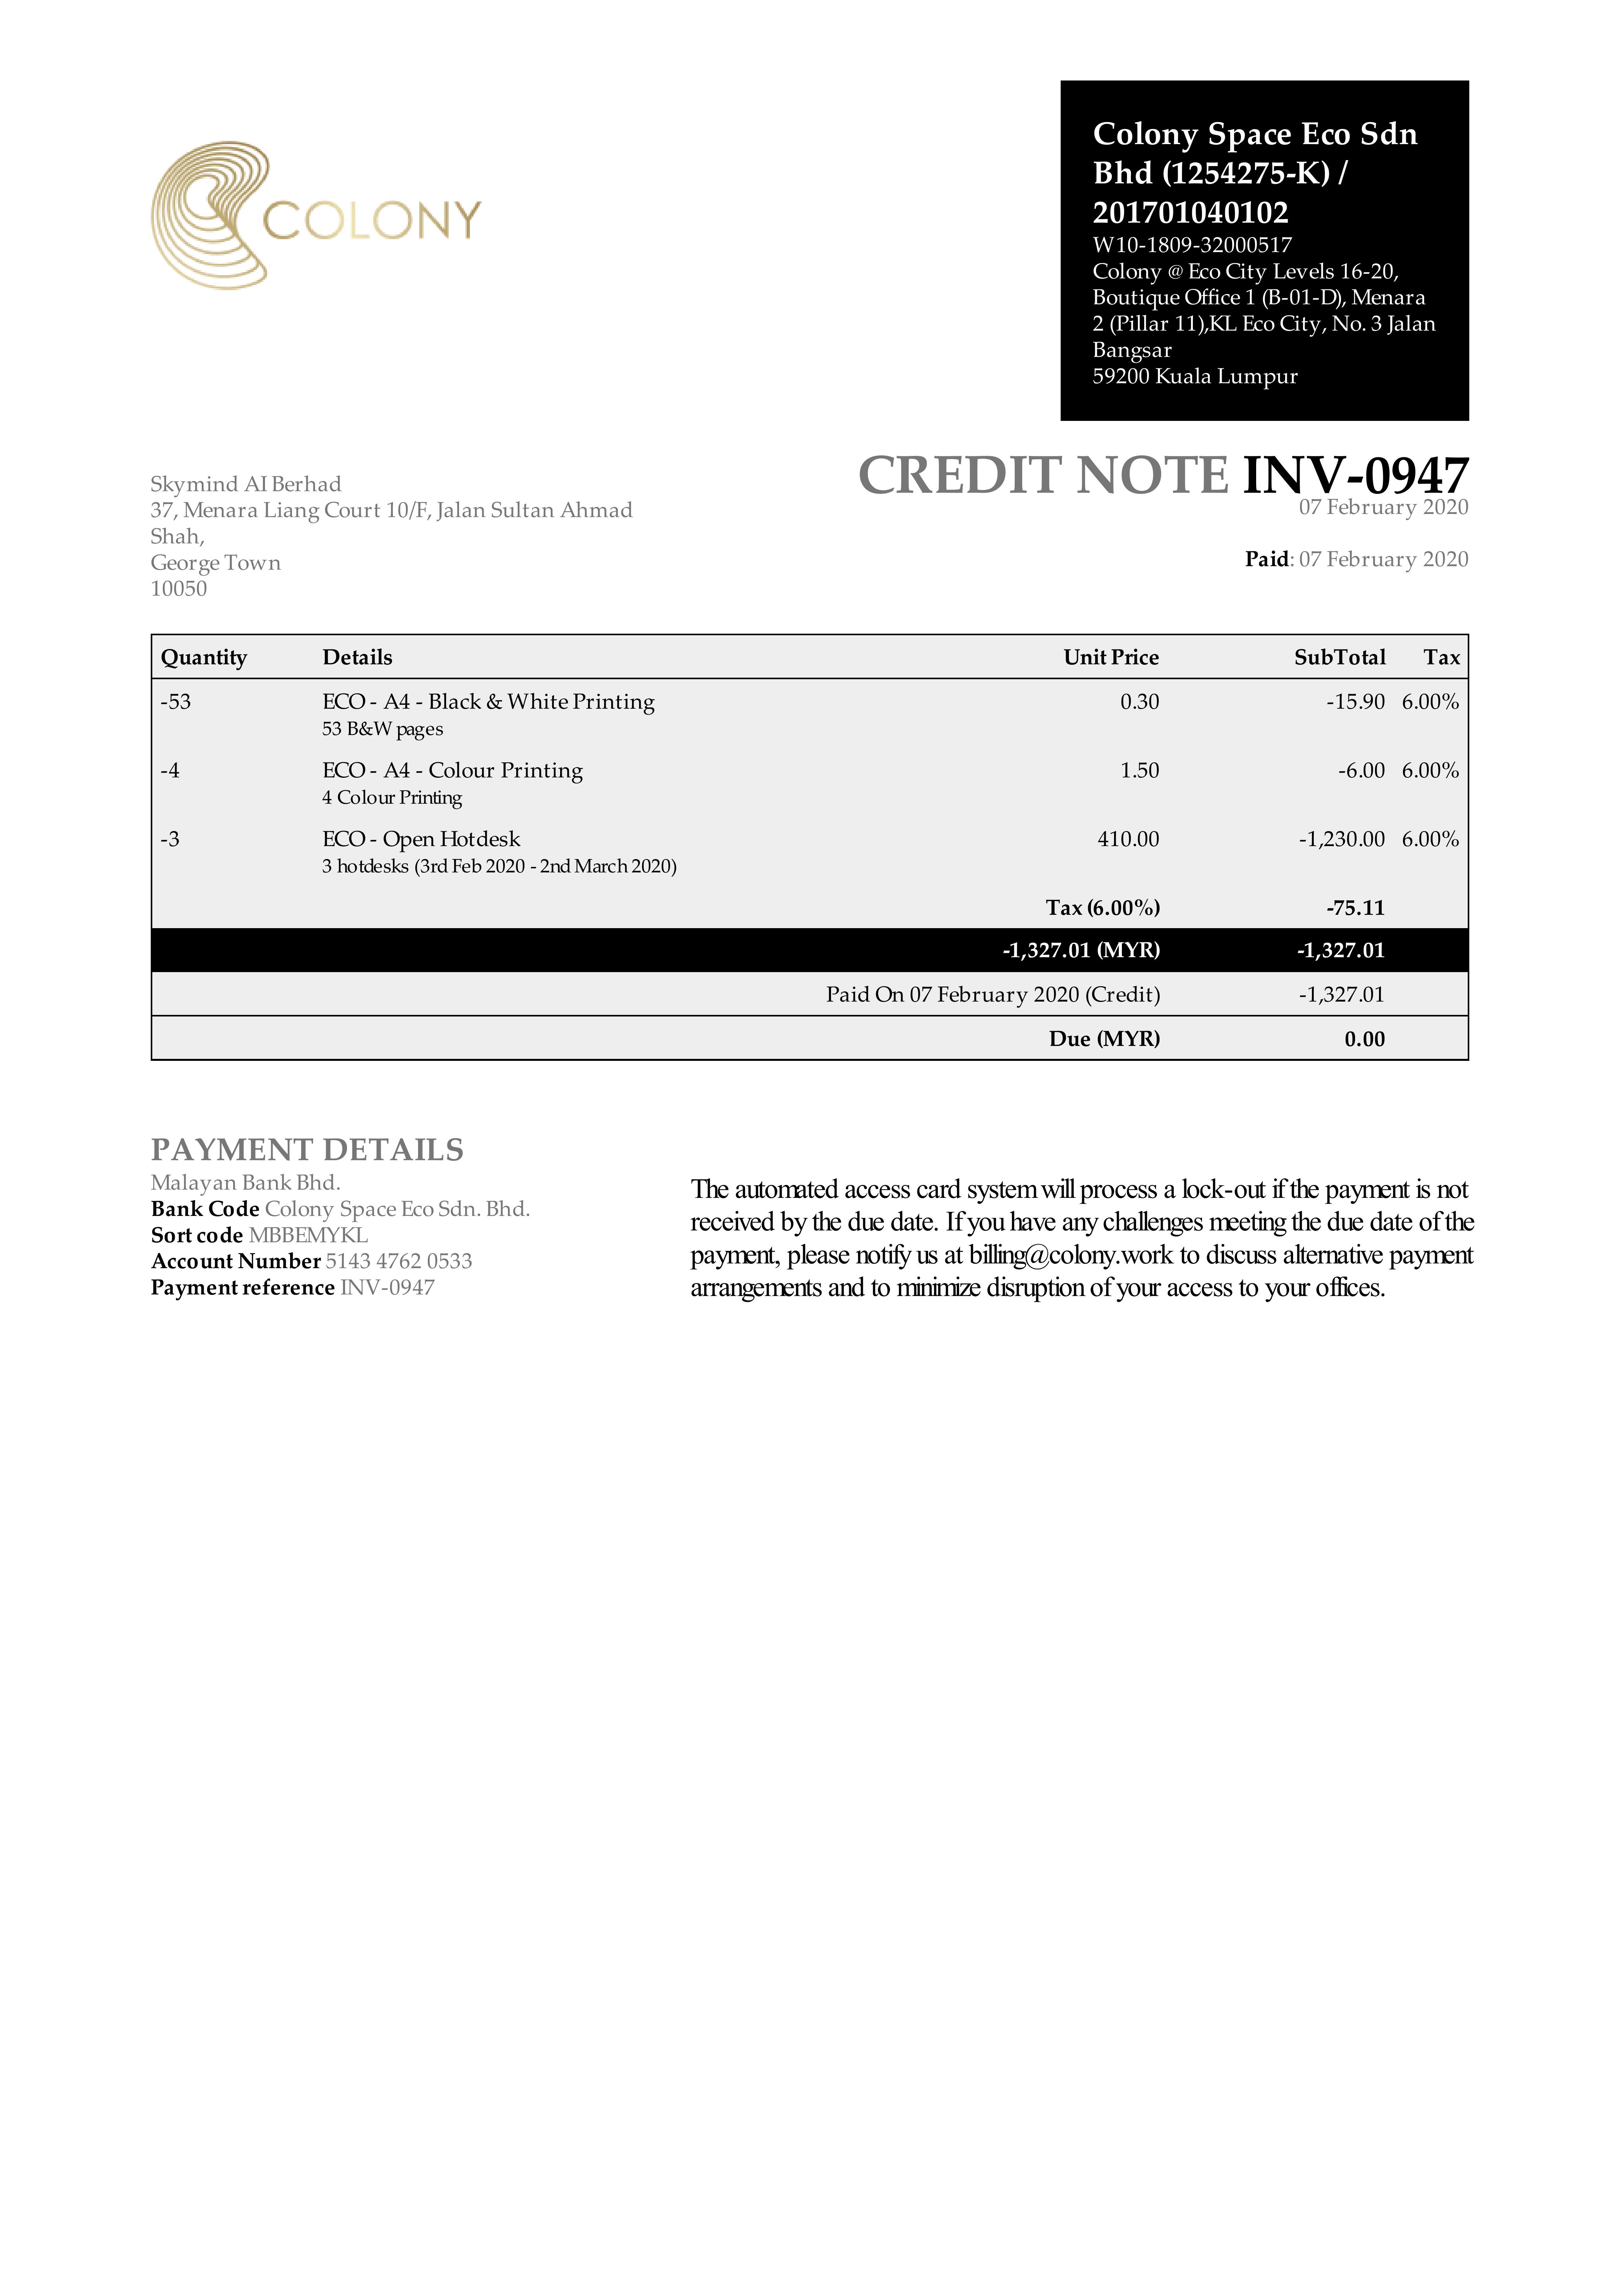 COLONY
Colony Space Eco Sdn
Bhd (1254275-K) /
201701040102
W10-1809-32000517
Colony @ Eco City Levels 16-20,
Boutique Office 1 (B-01-D), Menara
2 (Pillar 11),KL Eco City, No. 3 Jalan
Bangsar
59200 Kuala Lumpur
CREDIT NOTE INV-0947
07 February 2020
Paid: 07 February 2020
Skymind AI Berhad
37, Menara Liang Court 10/F, Jalan Sultan Ahmad
Shah,
George Town
10050
Quantity Details Unit Price SubTotal Tax
-53 ECO - A4 - Black & White Printing 0.30 -15.90 6.00%
53 B&W pages
-4 ECO - A4 - Colour Printing 1.50 -6.00 6.00%
4 Colour Printing
-3 ECO - Open Hotdesk 410.00 -1,230.00 6.00%
3 hotdesks (3rd Feb 2020 - 2nd March 2020)
Tax (6.00%) -75.11
-1,327.01 (MYR) -1,327.01
Paid On 07 February 2020 (Credit) -1,327.01
Due (MYR) 0.00
PAYMENT DETAILS
Malayan Bank Bhd.
Bank Code Colony Space Eco Sdn. Bhd.
Sort code MBBEMYKL
Account Number 5143 4762 0533
Payment reference INV-0947
The automated access card system will process a lock-out if the payment is not
received by the due date. If you have any challenges meeting the due date of the
payment, please notify us at billing@colony.work to discuss alternative payment
arrangements and to minimize disruption of your access to your offices.